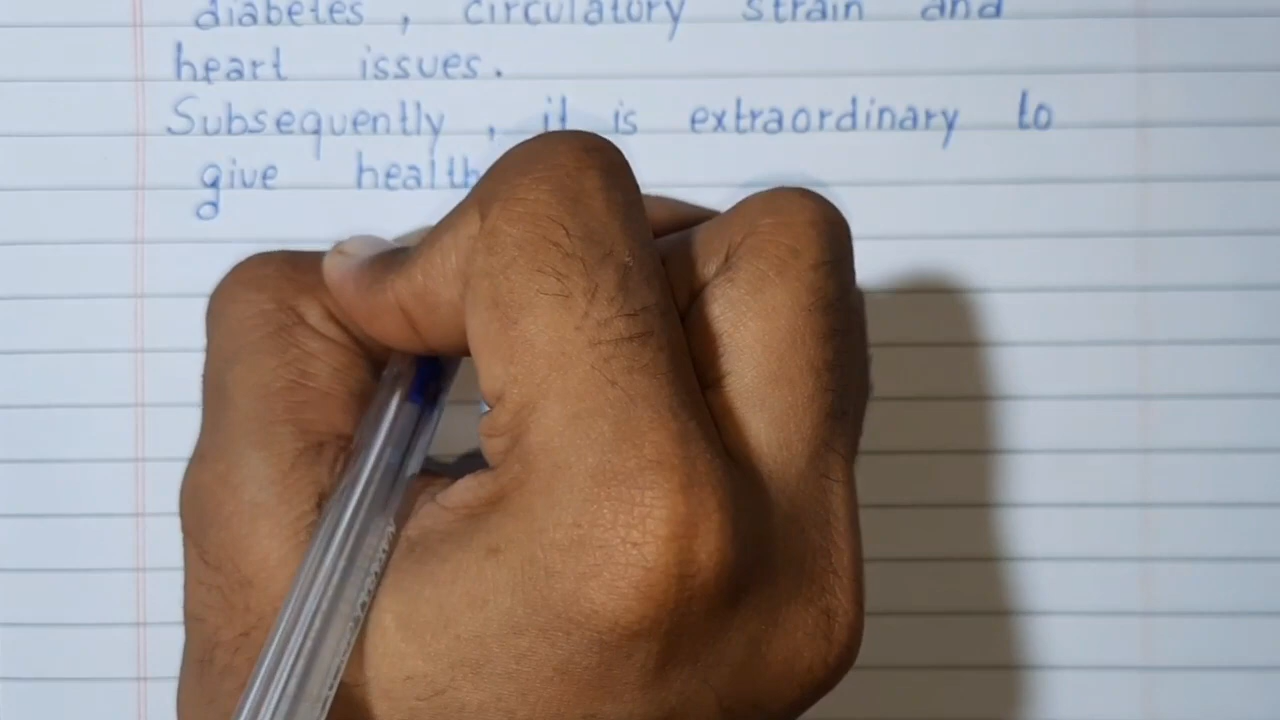 diabetes, circulatory strain and
heart issues.
Subsequently, it is extraordinary to
give health